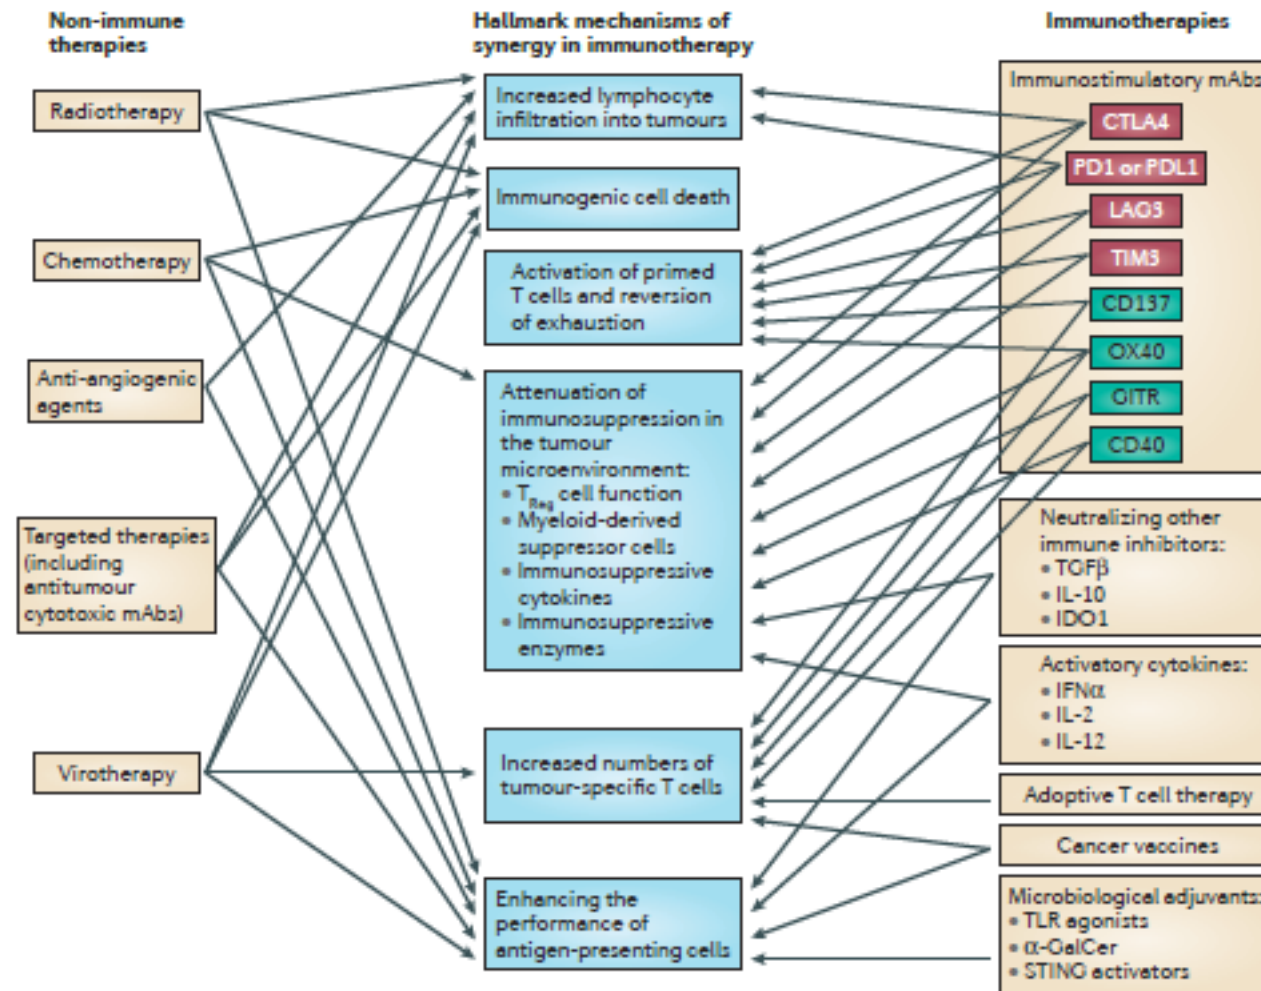 Non-immune
therapies
Radiotherapy
Chemotherapy
Anti-angiogenic
agents
Targeted therapies
(including
antitumour
cytotoxic mAbs)
Virotherapy
Hallmark mechanisms of
synergy in immunotherapy
Increased lymphocyte
infiltration into tumours
Immunogenic cell death
Activation of primed
T cells and reversion
of exhaustion
Attenuation of
immunosuppression in
the tumour
microenvironment:
• TReg cell function
• Myeloid-derived
suppressor cells
• Immunosuppressive
cytokines
• Immunosuppressive
enzymes
Increased numbers of
tumour-specific T cells
Enhancing the
performance of
antigen-presenting cells
Immunotherapies
Immunostimulatory mAbs
CTLA4
PD1 or PDL1
LAG3
TIM3
CD137
OX40
GITR
CD40
Neutralizing other
immune inhibitors:
• TGFβ
• IL-10
• IDO1
Activatory cytokines:
• IFNα
• IL-2
• IL-12
Adoptive T cell therapy
Cancer vaccines
Microbiological adjuvants:
• TLR agonists
• α-GalCer
• STING activators